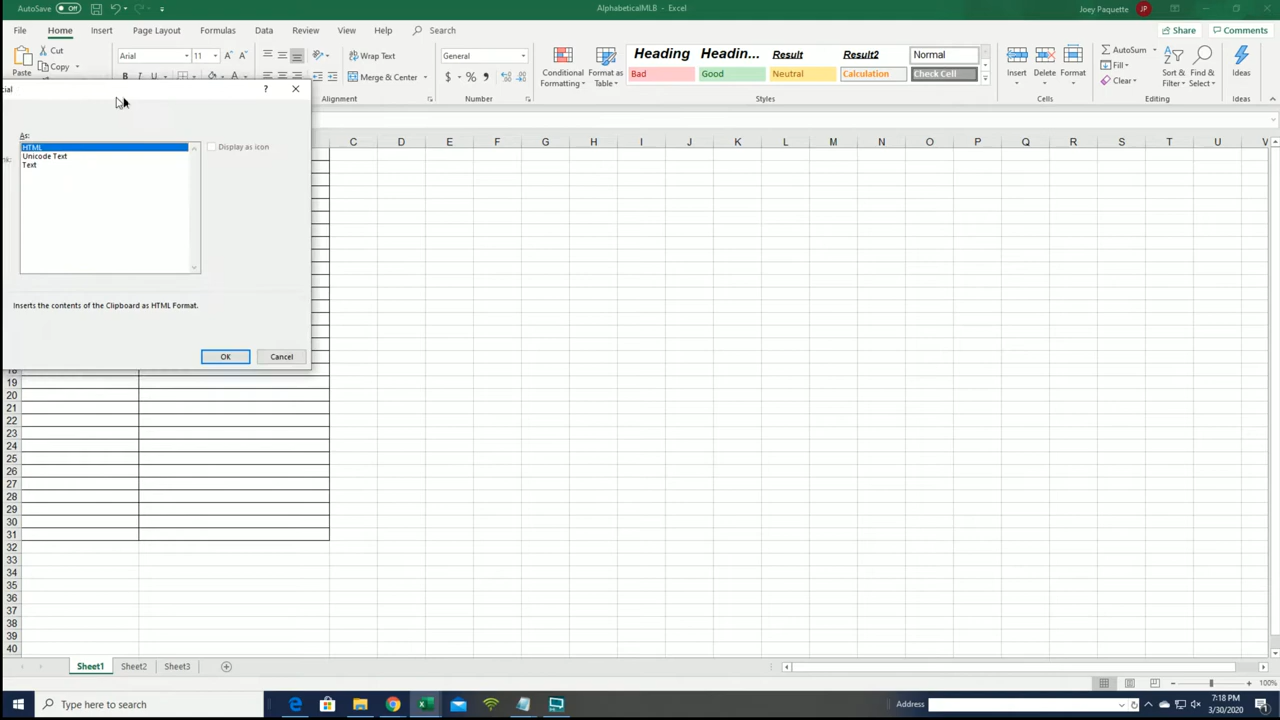 AutoSave Off AlphabeticalMLB - Excel Joey Paquette JP
File Home Insert Page Layout Formulas Data Review View Help Search Share Comments
Paste Cut Copy
Arial 11 A A
B I U
Wrap Text
Merge & Center
Alignment
General
$ % ,
Number
Conditional Formatting
Format as Table
Heading Headin... Result Result2 Normal
Bad Good Neutral Calculation Check Cell
Styles
Insert Delete Format
Cells
AutoSum
Fill
Clear
Sort & Filter
Find & Select
Editing
Ideas
Ideas
cial ?
As:
HTML
Unicode Text
Text
Display as icon
Inserts the contents of the Clipboard as HTML Format.
OK Cancel
C D E F G H I J K L M N O P Q R S T U V
18
19
20
21
22
23
24
25
26
27
28
29
30
31
32
33
34
35
36
37
38
39
40
Sheet1 Sheet2 Sheet3
100%
Type here to search
Address
7:18 PM
3/30/2020